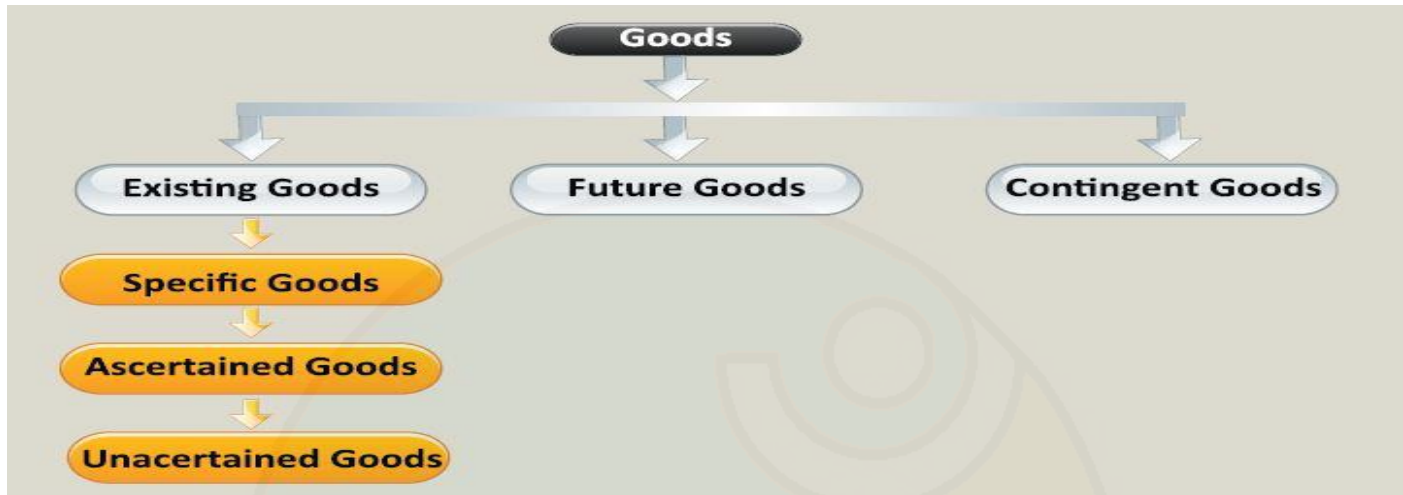 Goods
Existing Goods
Future Goods
Contingent Goods
Specific Goods
Ascertained Goods
Unacertained Goods